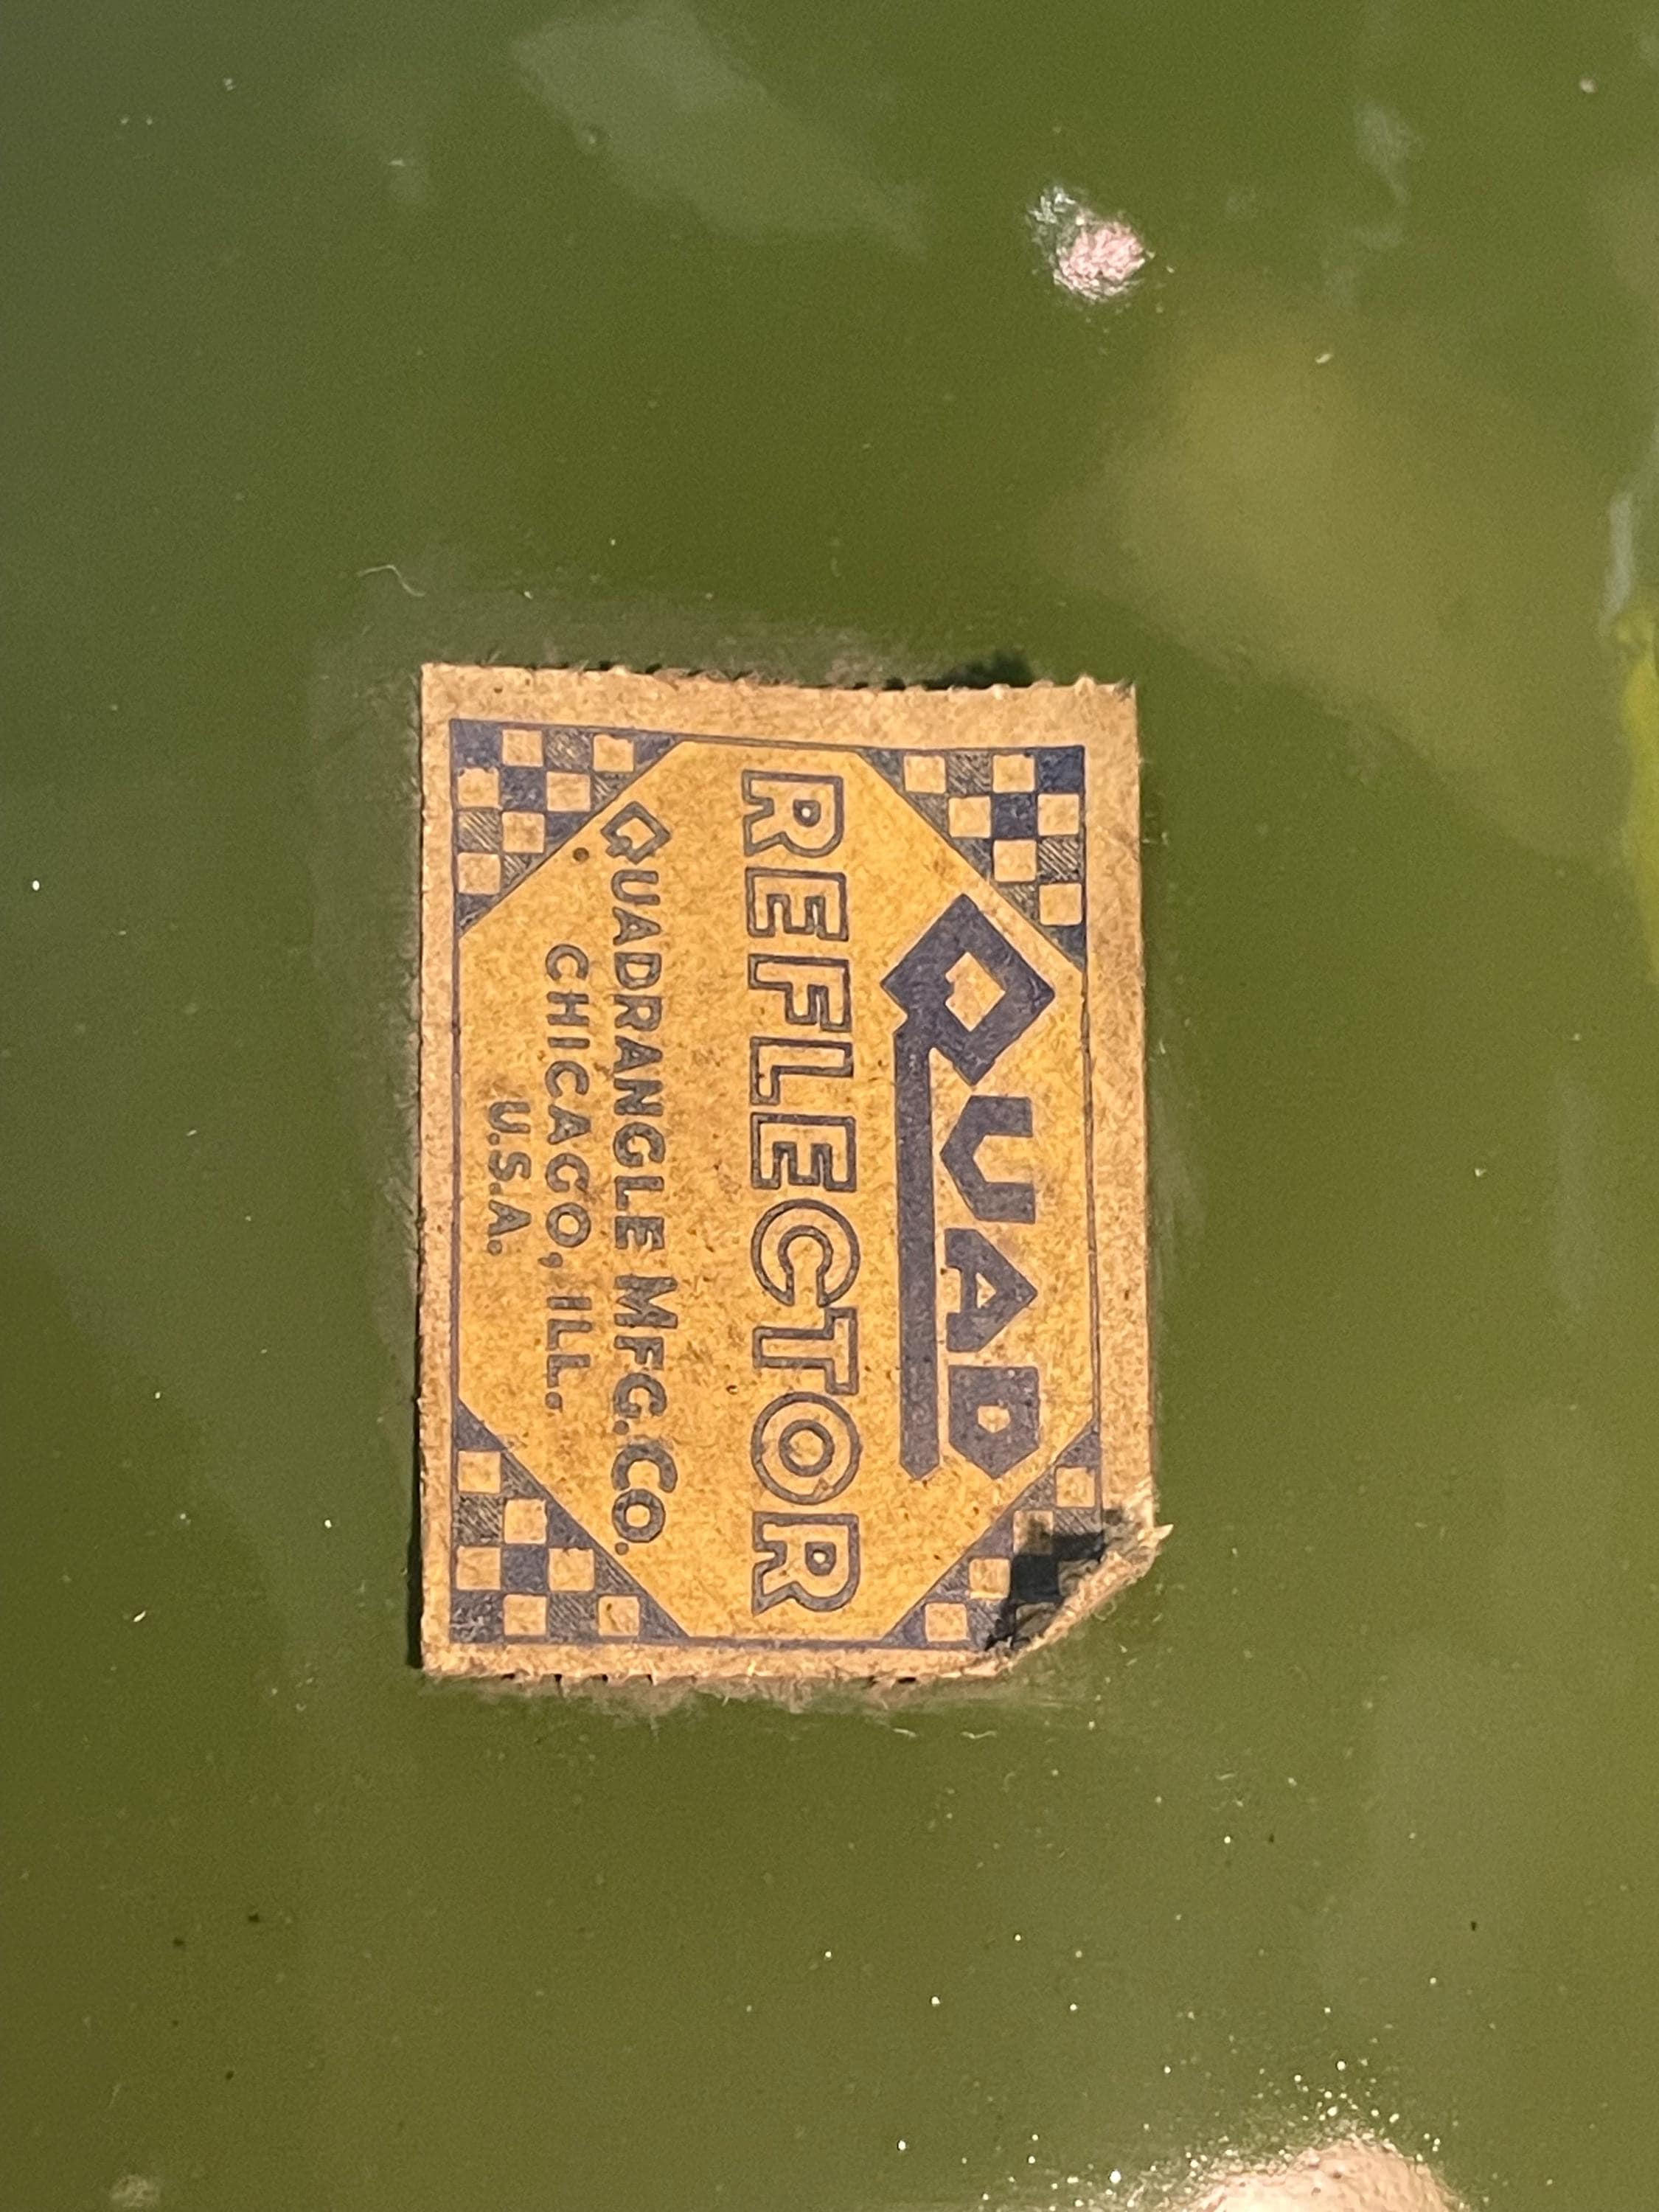 QUAD
REFLECTOR
QUADRANGLE MFG. CO.
CHICAGO, ILL.
U.S.A.